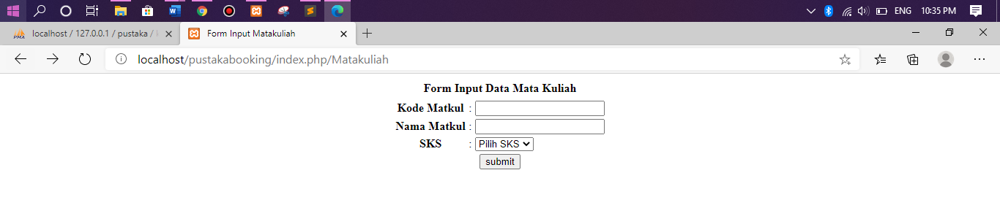 ENG 10:35 PM
localhost / 127.0.0.1 / pustaka /
Form Input Matakuliah
localhost/pustakabooking/index.php/Matakuliah
Form Input Data Mata Kuliah
Kode Matkul :
Nama Matkul :
SKS : Pilih SKS
submit